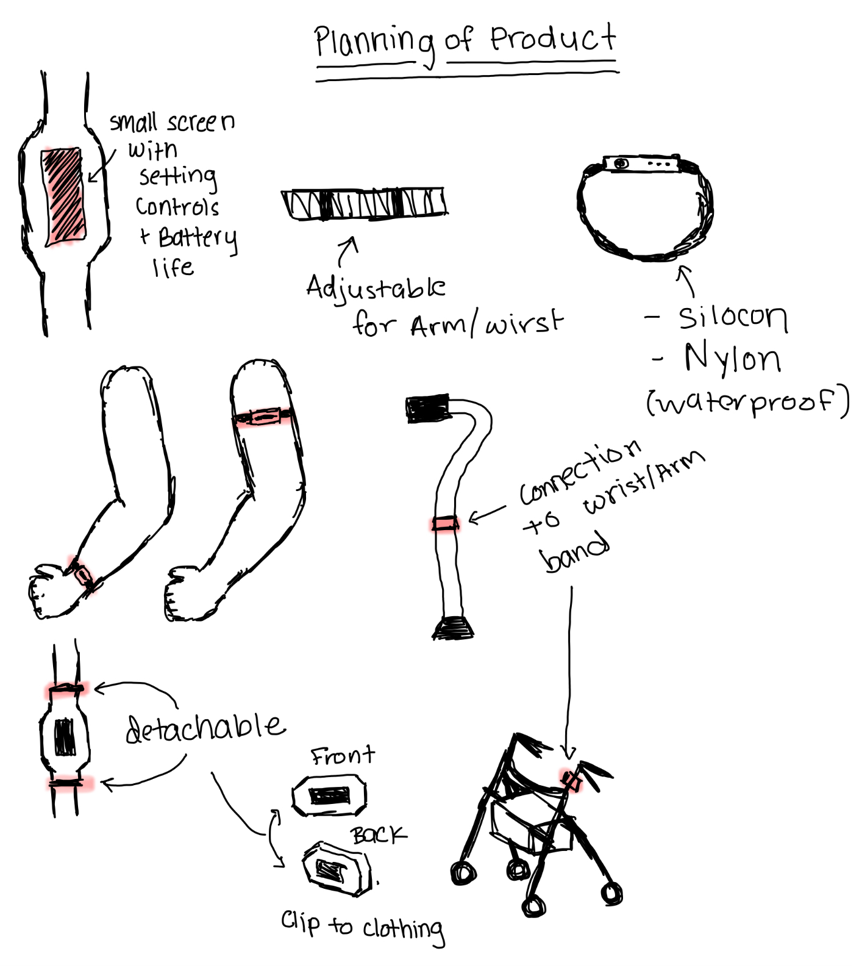 Planning of Product
small screen
with
setting
controls
+ Battery
life
Adjustable
for Arm/wirst
- silocon
- Nylon
(waterproof)
connection
to wrist/Arm
band
detachable
Front
BACK
Clip to clothing